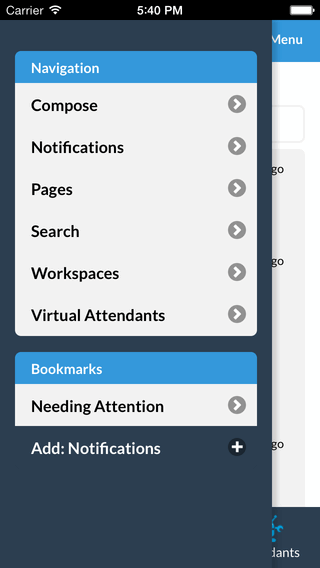 Carrier 5:40 PM
Menu
Navigation
Compose
Notifications
Pages
Search
Workspaces
Virtual Attendants
Bookmarks
Needing Attention
Add: Notifications
go
go
go
dants